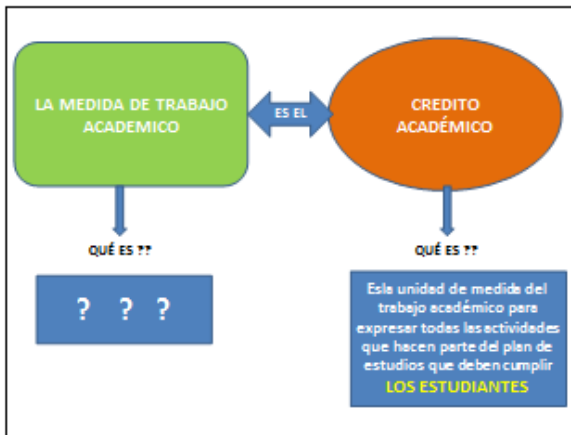 LA MEDIDA DE TRABAJO
ACADEMICO
ES EL
CREDITO
ACADÉMICO
QUÉ ES ??
? ? ?
QUÉ ES ??
Esla unidad de medida del
trabajo académico para
expresar todas las actividades
que hacen parte del plan de
estudios que deben cumplir
LOS ESTUDIANTES